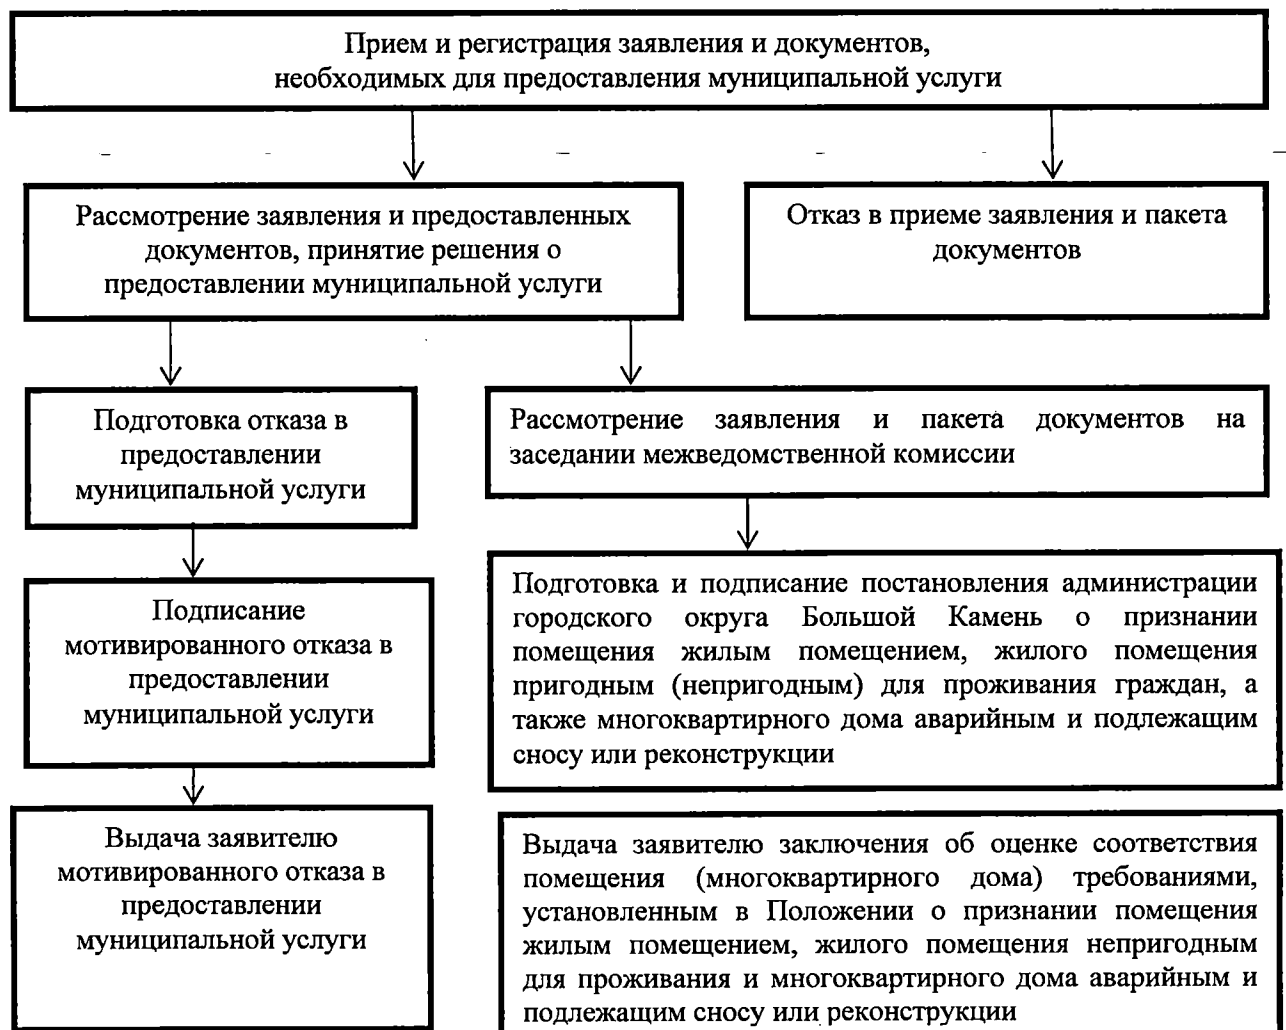 Прием и регистрация заявления и документов,
необходимых для предоставления муниципальной услуги
Рассмотрение заявления и предоставленных
документов, принятие решения о
предоставлении муниципальной услуги
Отказ в приеме заявления и пакета
документов
Подготовка отказа в
предоставлении
муниципальной услуги
Рассмотрение заявления и пакета документов на
заседании межведомственной комиссии
Подписание
мотивированного отказа в
предоставлении
муниципальной услуги
Подготовка и подписание постановления администрации
городского округа Большой Камень о признании
помещения жилым помещением, жилого помещения
пригодным (непригодным) для проживания граждан, а
также многоквартирного дома аварийным и подлежащим
сносу или реконструкции
Выдача заявителю
мотивированного отказа в
предоставлении
муниципальной услуги
Выдача заявителю заключения об оценке соответствия
помещения (многоквартирного дома) требованиями,
установленным в Положении о признании помещения
жилым помещением, жилого помещения непригодным
для проживания и многоквартирного дома аварийным и
подлежащим сносу или реконструкции